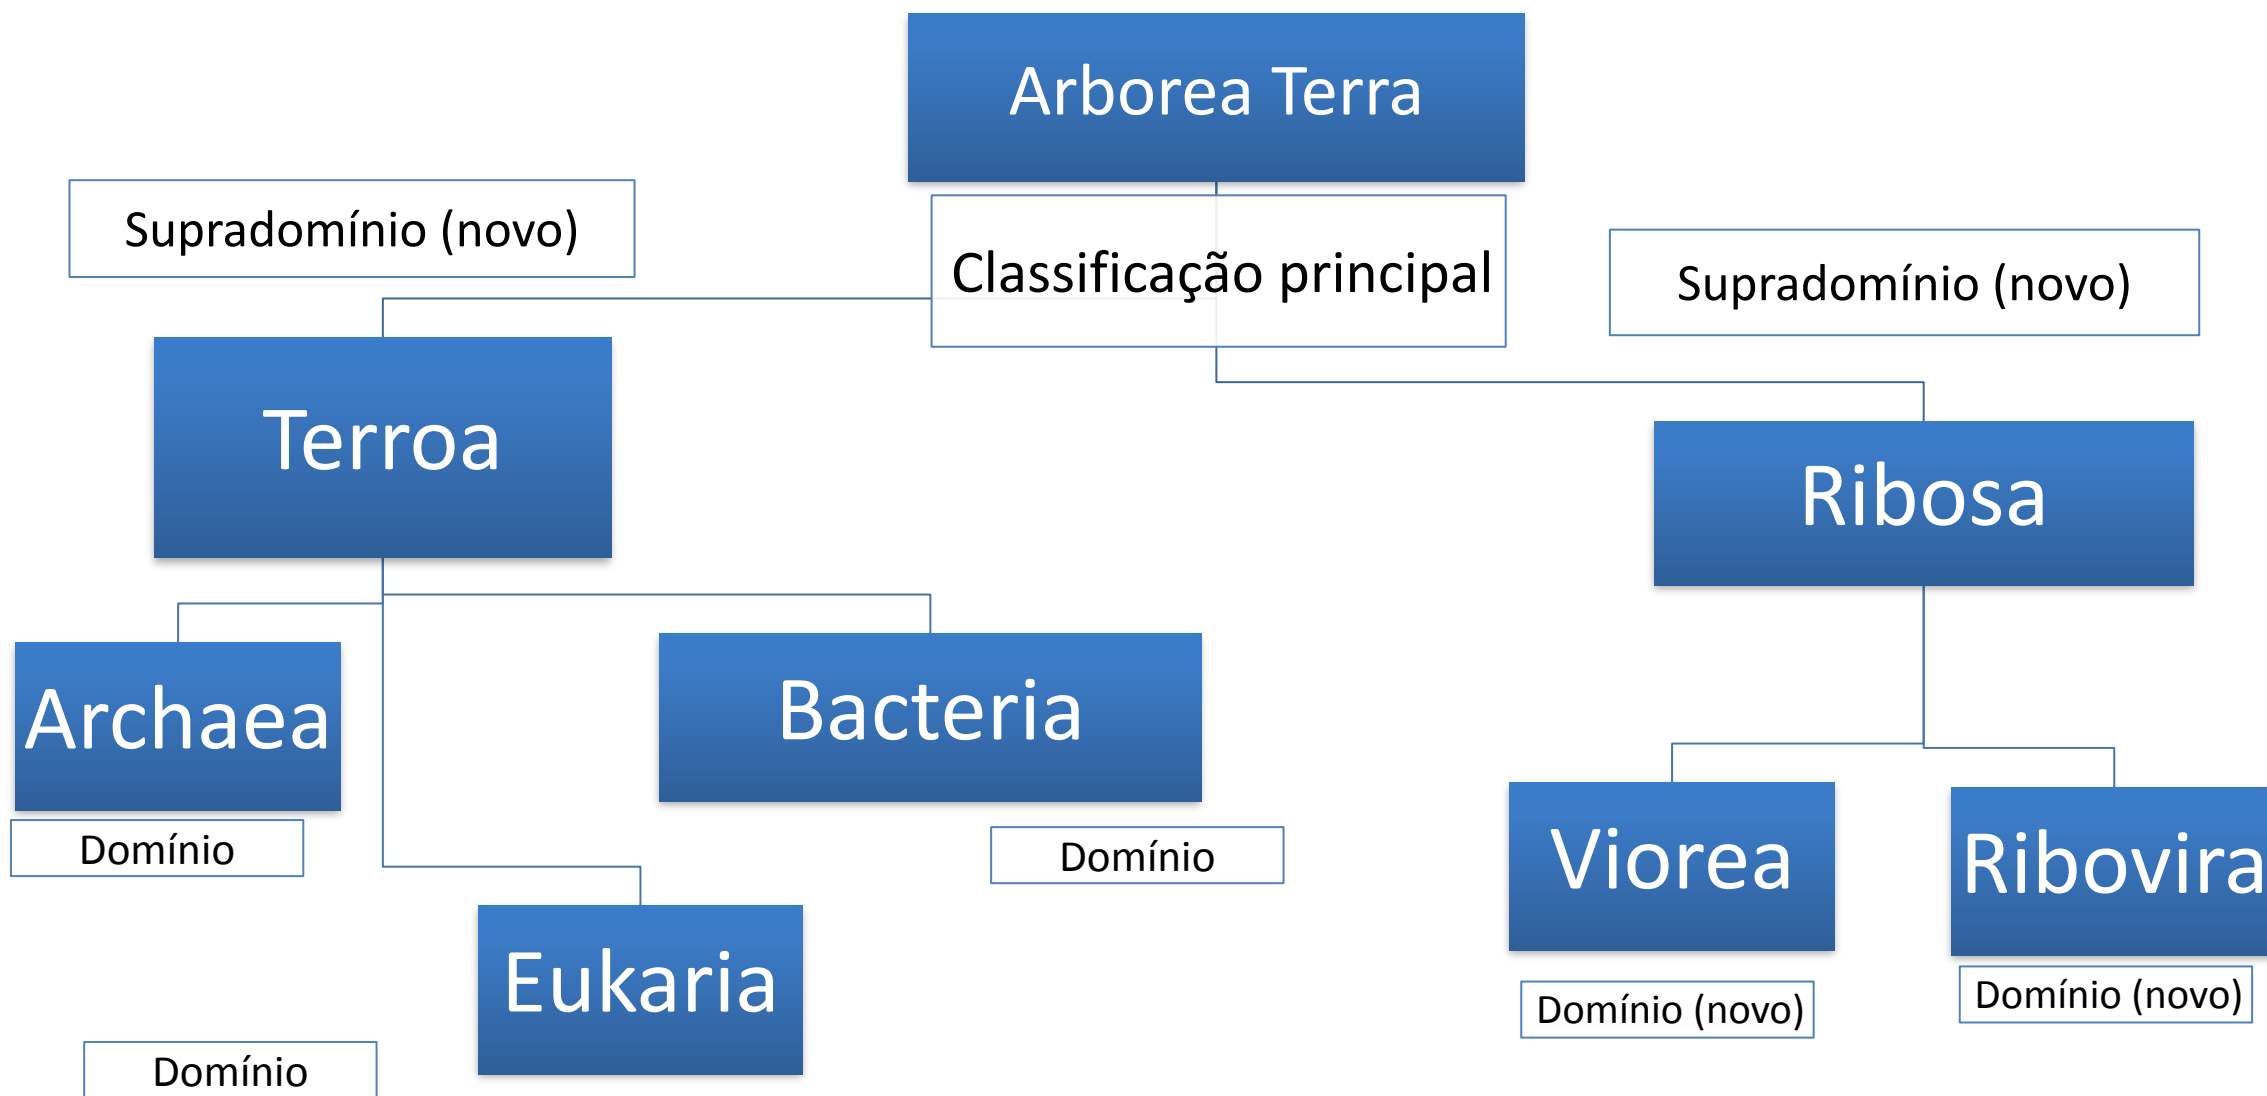 Arborea Terra
Supradomínio (novo)
Classificação principal
Supradomínio (novo)
Terroa
Ribosa
Archaea
Bacteria
Domínio
Domínio
Viorea
Ribovira
Eukaria
Domínio (novo)
Domínio (novo)
Domínio